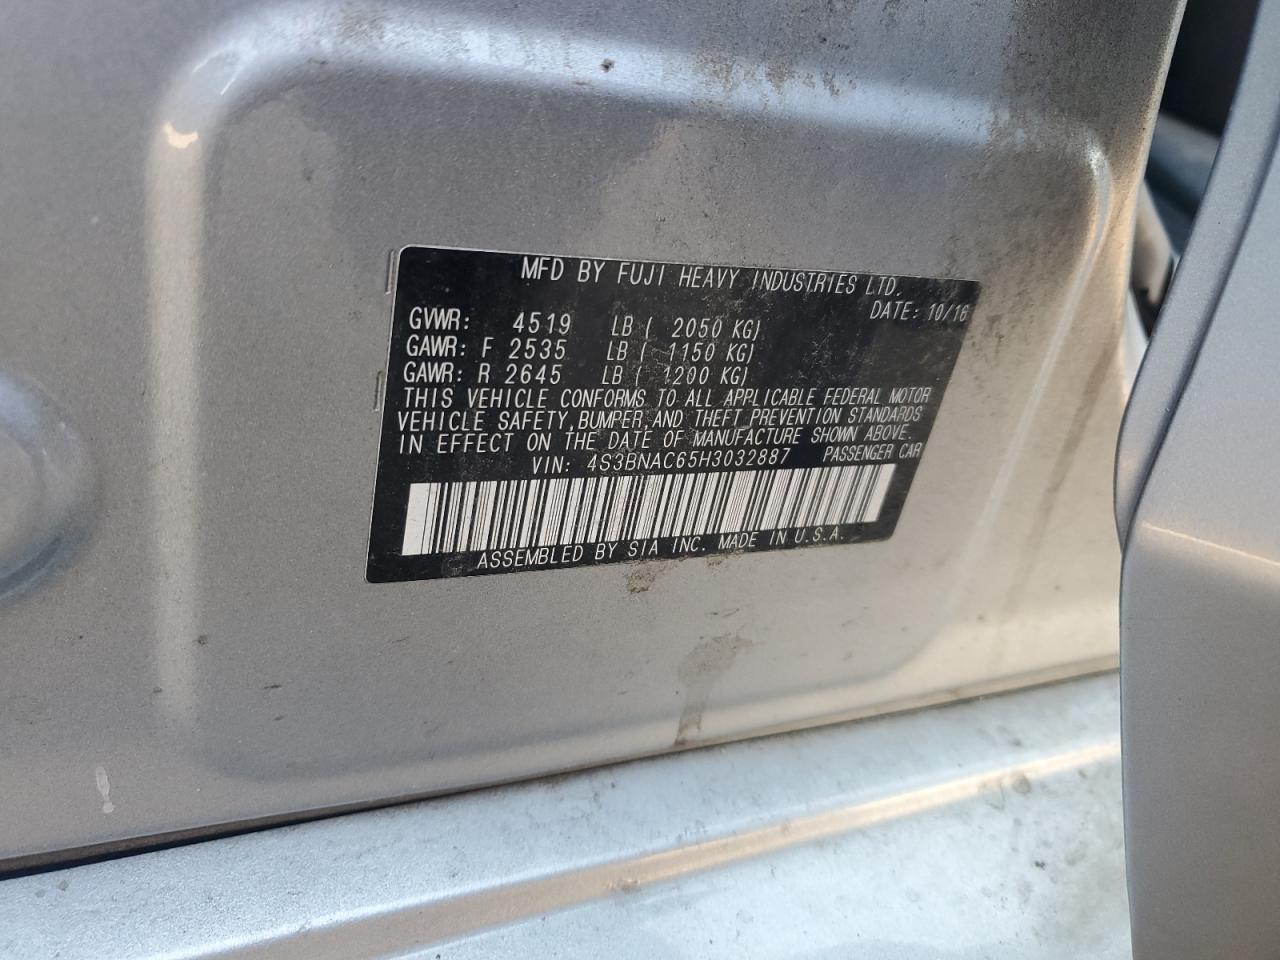 MFD BY FUJI HEAVY INDUSTRIES LTD.
DATE: 10/16
GVWR: 4519 LB ( 2050 KG)
GAWR: F 2535 LB ( 1150 KG)
GAWR: R 2645 LB ( 1200 KG)
THIS VEHICLE CONFORMS TO ALL APPLICABLE FEDERAL MOTOR
VEHICLE SAFETY, BUMPER, AND THEFT PREVENTION STANDARDS
IN EFFECT ON THE DATE OF MANUFACTURE SHOWN ABOVE.
VIN: 4S3BNAC65H3032887 PASSENGER CAR
ASSEMBLED BY SIA INC. MADE IN U.S.A.